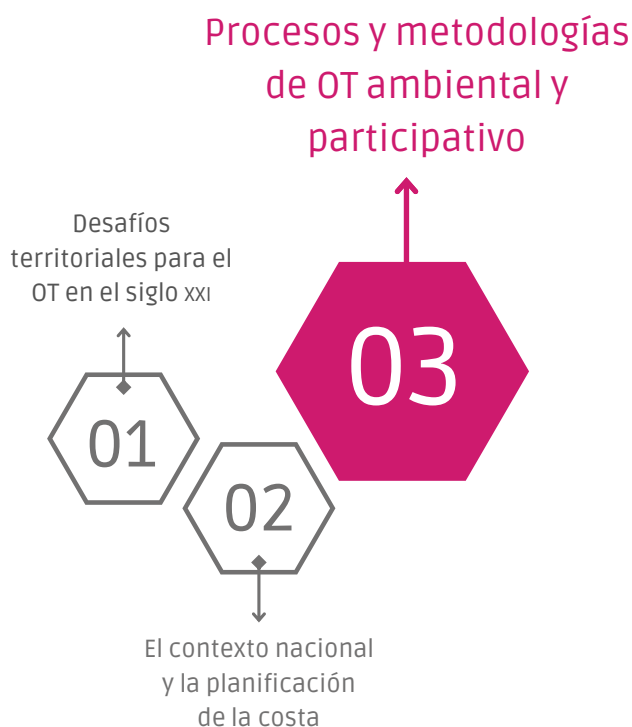 Procesos y metodologías
de OT ambiental y
participativo
Desafíos
territoriales para el
OT en el siglo XXI
03
01
02
El contexto nacional
y la planificación
de la costa